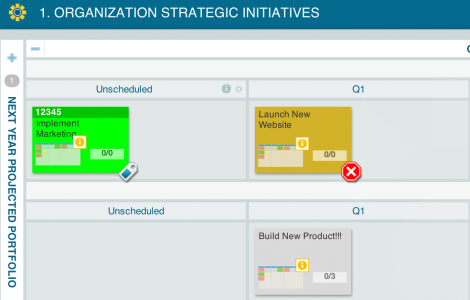 1. ORGANIZATION STRATEGIC INITIATIVES
1
NEXT YEAR PROJECTED PORTFOLIO
Unscheduled
Q1
12345
Implement
Marketing
0/0
Launch New
Website
0/0
Unscheduled
Q1
Build New Product!!!
0/3